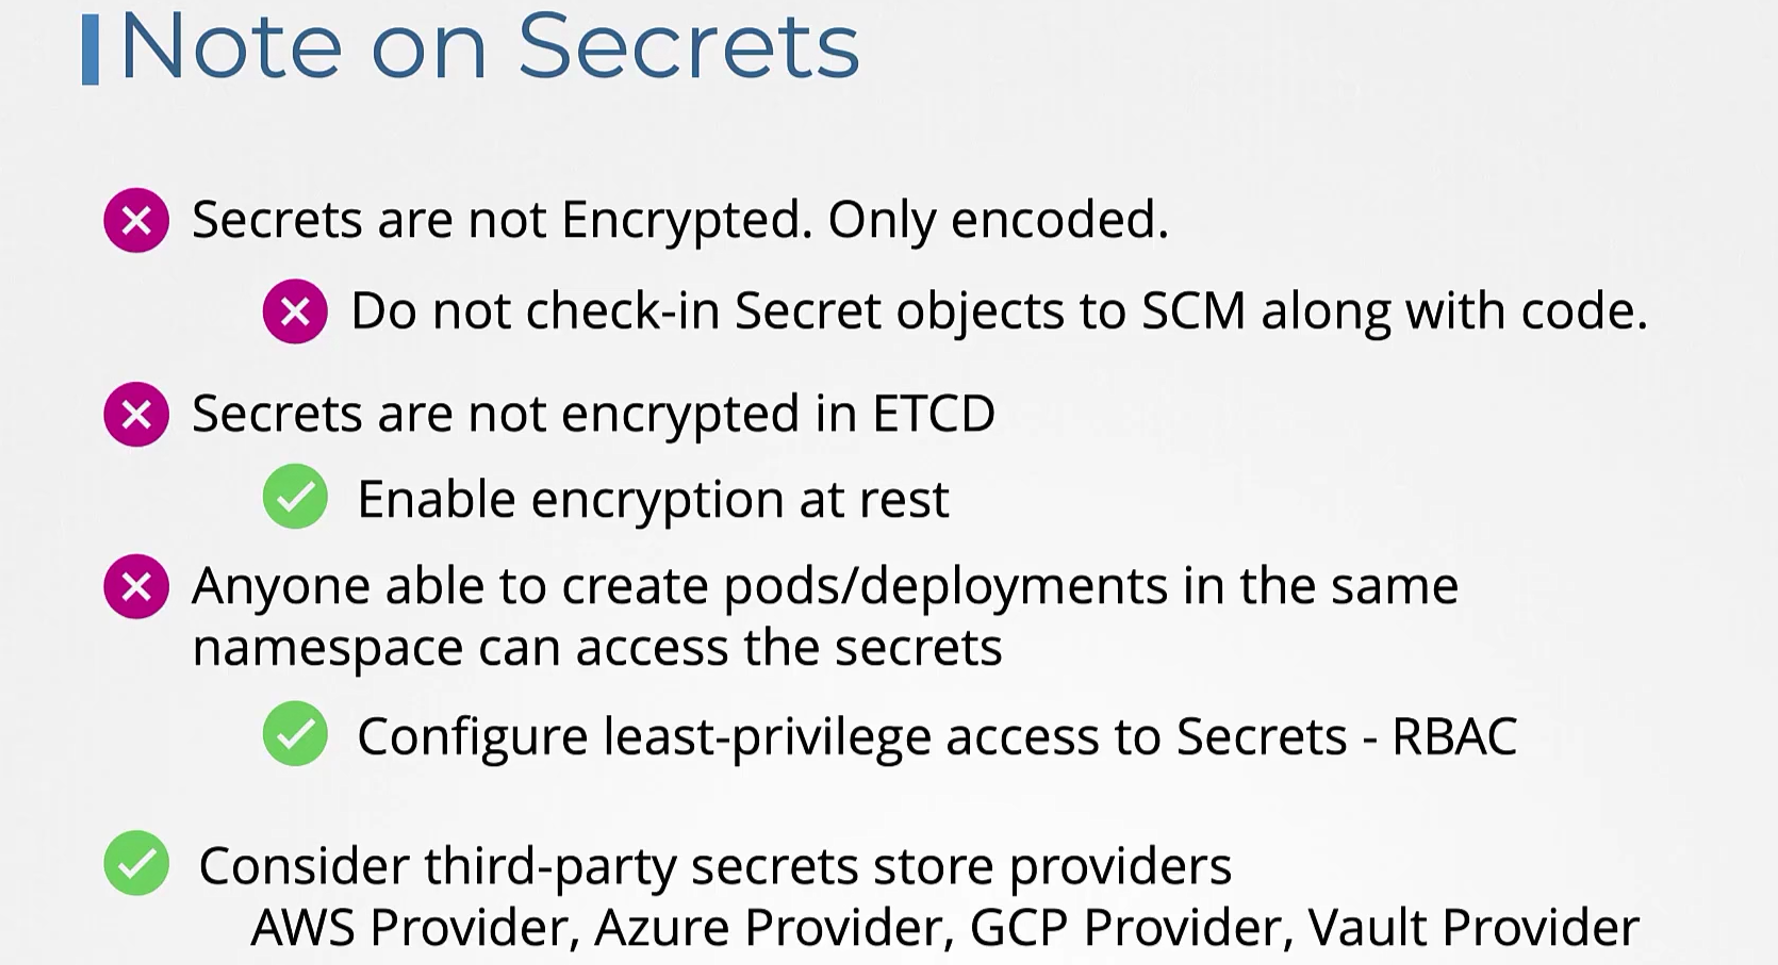 Note on Secrets
Secrets are not Encrypted. Only encoded.
Do not check-in Secret objects to SCM along with code.
Secrets are not encrypted in ETCD
Enable encryption at rest
Anyone able to create pods/deployments in the same
namespace can access the secrets
Configure least-privilege access to Secrets - RBAC
Consider third-party secrets store providers
AWS Provider, Azure Provider, GCP Provider, Vault Provider